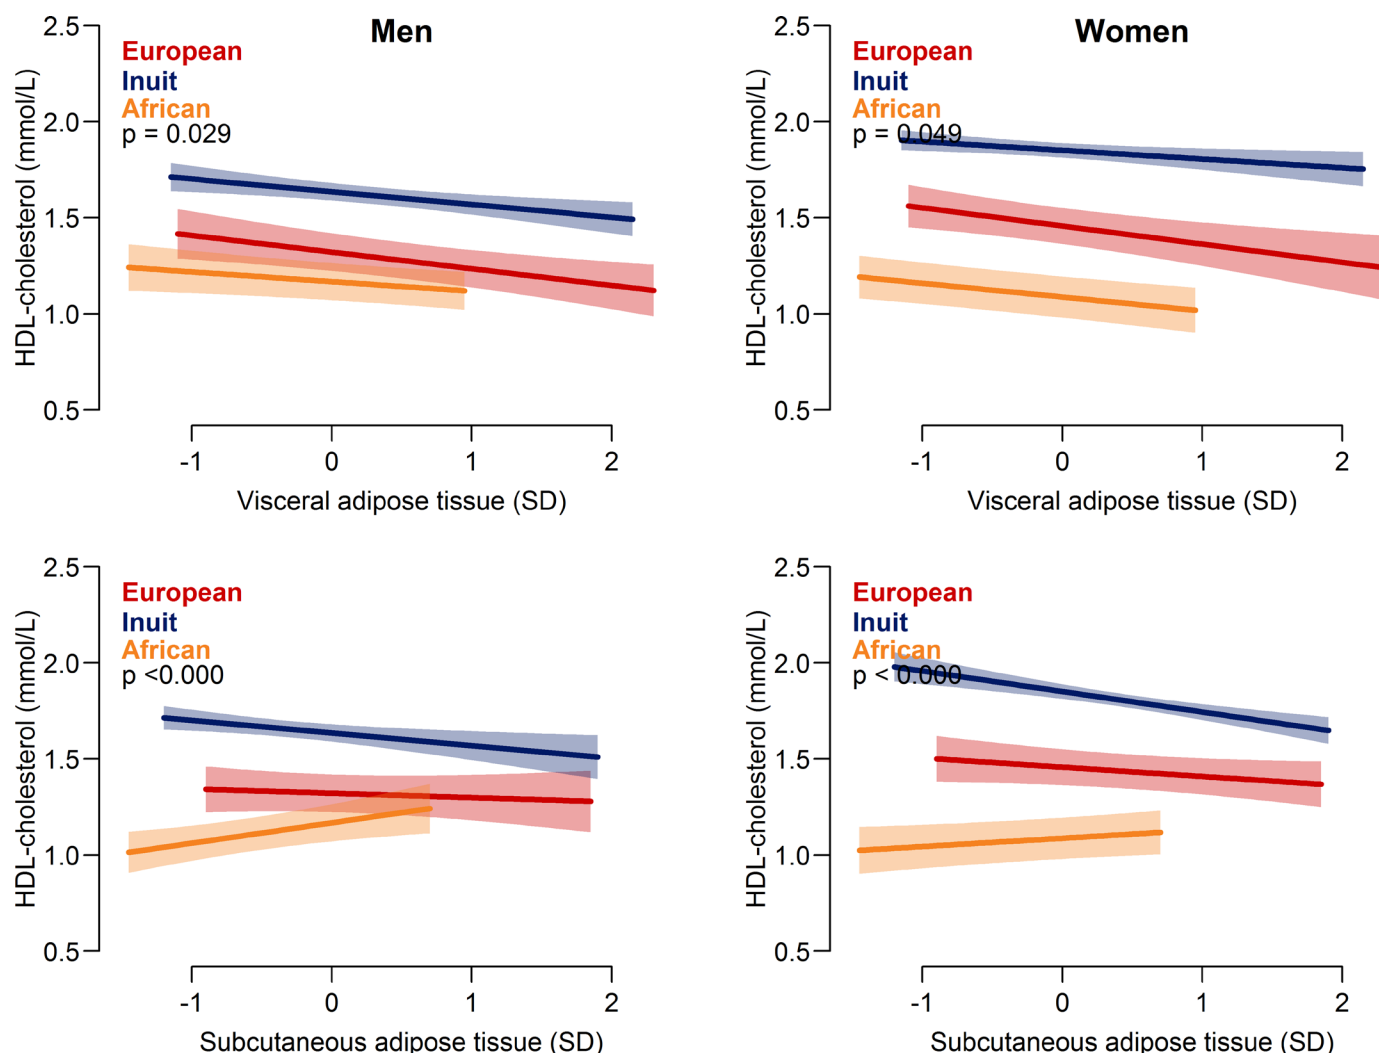 Men
European
Inuit
African
p = 0.029
HDL-cholesterol (mmol/L)
2.5
2.0
1.5
1.0
0.5
-1 0 1 2
Visceral adipose tissue (SD)
Women
European
Inuit
African
p = 0.049
HDL-cholesterol (mmol/L)
2.5
2.0
1.5
1.0
0.5
-1 0 1 2
Visceral adipose tissue (SD)
European
Inuit
African
p <0.000
HDL-cholesterol (mmol/L)
2.5
2.0
1.5
1.0
0.5
-1 0 1 2
Subcutaneous adipose tissue (SD)
European
Inuit
African
p < 0.000
HDL-cholesterol (mmol/L)
2.5
2.0
1.5
1.0
0.5
-1 0 1 2
Subcutaneous adipose tissue (SD)